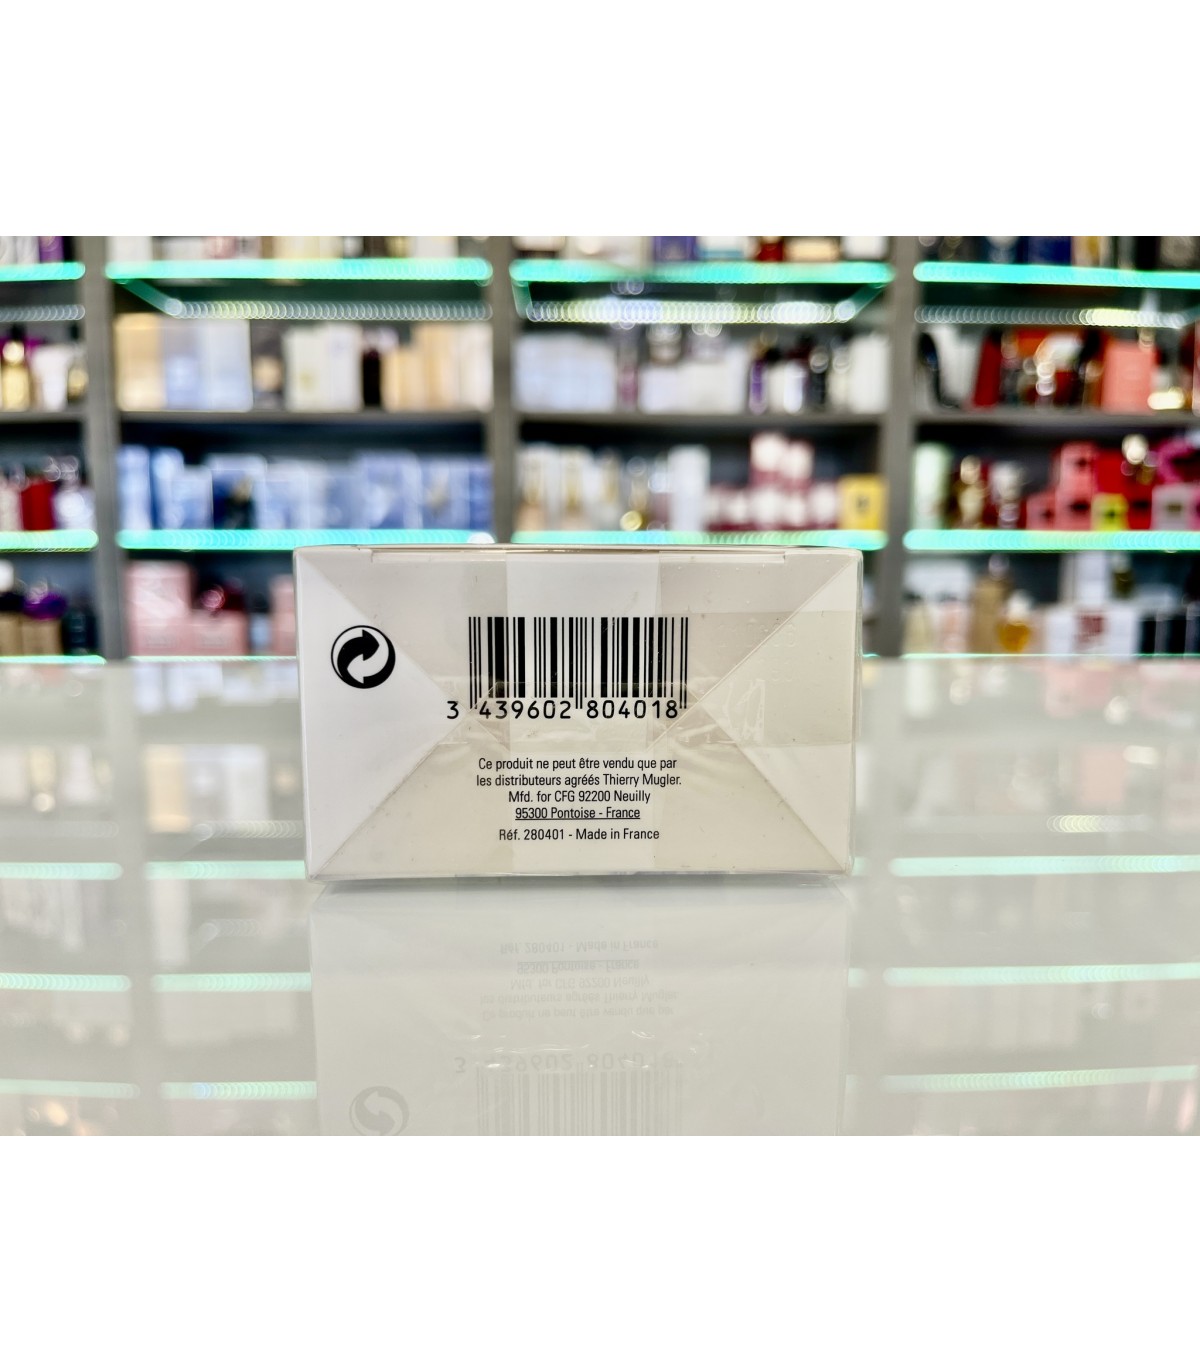 3 439602 804018
Ce produit ne peut être vendu que par
les distributeurs agréés Thierry Mugler.
Mfd. for CFG 92200 Neuilly
95300 Pontoise - France
Réf. 280401 - Made in France